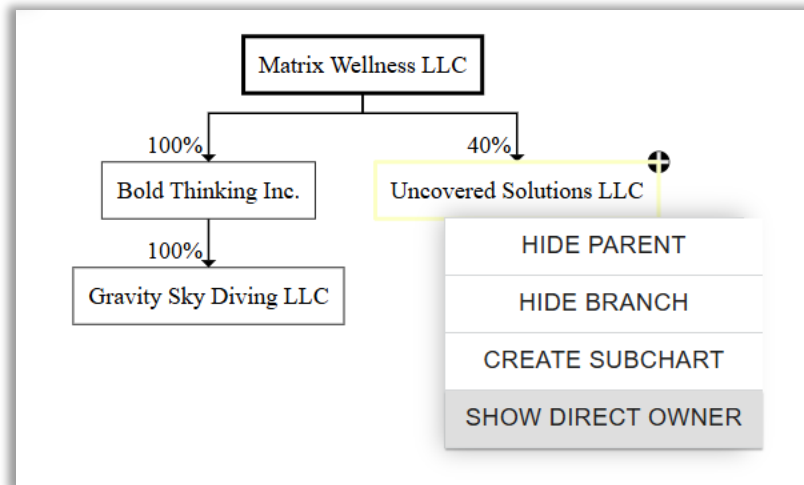 Matrix Wellness LLC
100%
40%
Bold Thinking Inc.
Uncovered Solutions LLC
100%
Gravity Sky Diving LLC
HIDE PARENT
HIDE BRANCH
CREATE SUBCHART
SHOW DIRECT OWNER